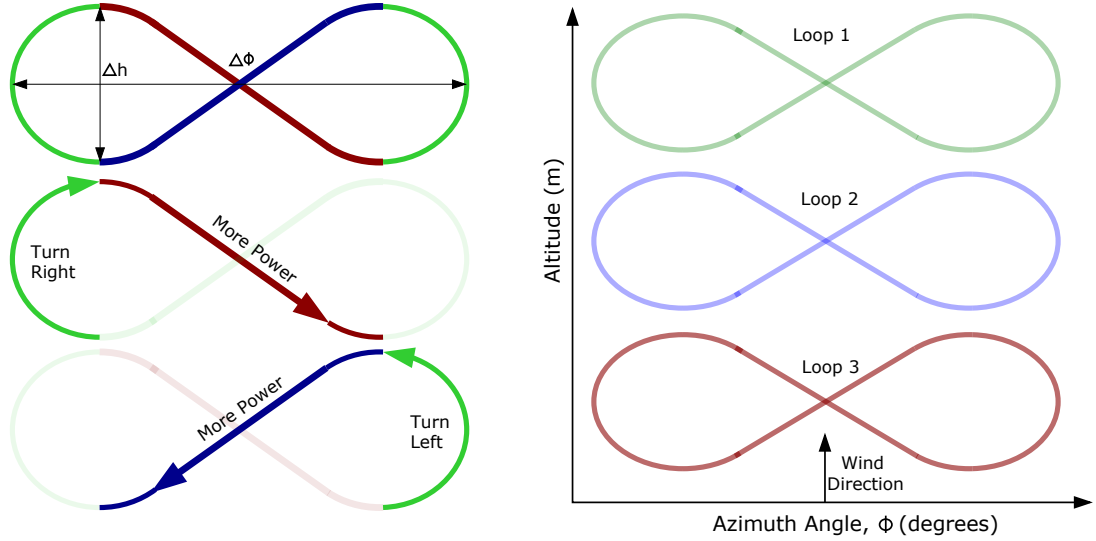 Δh
ΔΦ
Turn
Right
More Power
More Power
Turn
Left
Altitude (m)
Loop 1
Loop 2
Loop 3
Wind
Direction
Azimuth Angle, Φ (degrees)